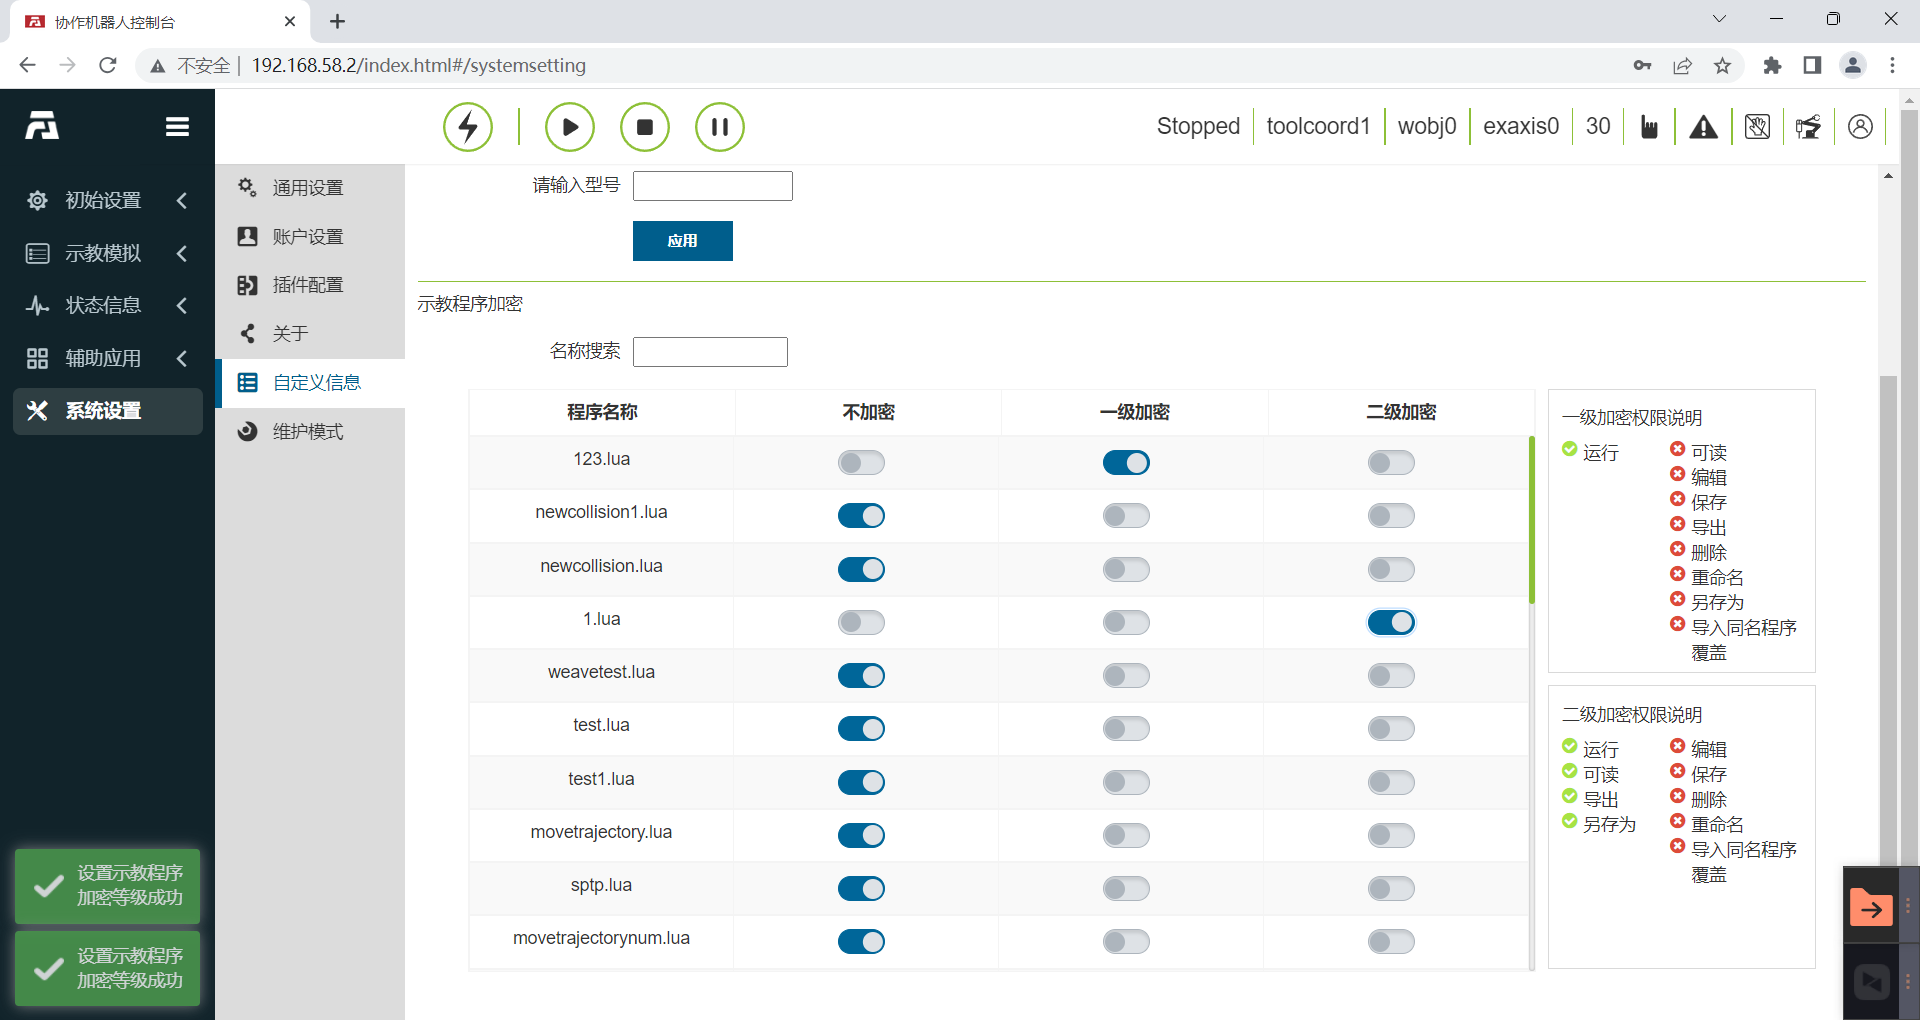 协作机器人控制台
不安全 192.168.58.2/index.html#/systemsetting
Stopped toolcoord1 wobj0 exaxis0 30
初始设置
示教模拟
状态信息
辅助应用
系统设置
通用设置
账户设置
插件配置
关于
自定义信息
维护模式
请输入型号
应用
示教程序加密
名称搜索
程序名称 不加密 一级加密 二级加密
123.lua
newcollision1.lua
newcollision.lua
1.lua
weavetest.lua
test.lua
test1.lua
movetrajectory.lua
sptp.lua
movetrajectorynum.lua
一级加密权限说明
运行
可读
编辑
保存
导出
删除
重命名
另存为
导入同名程序
覆盖
二级加密权限说明
运行
可读
导出
另存为
编辑
保存
删除
重命名
导入同名程序
覆盖
设置示教程序
加密等级成功
设置示教程序
加密等级成功